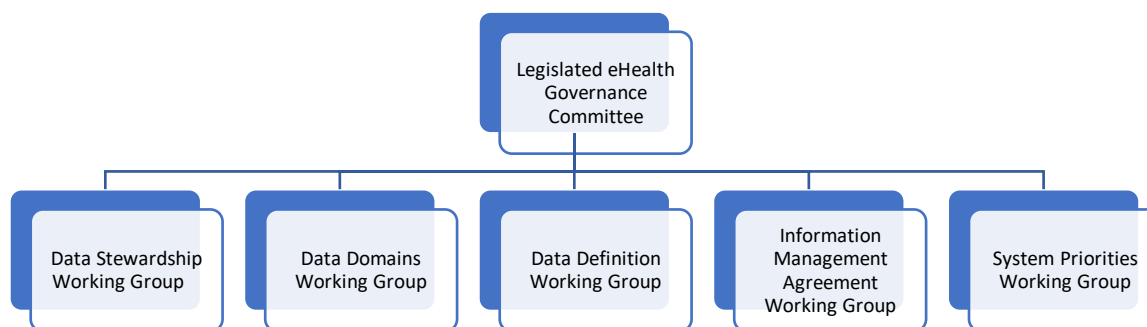 Legislated eHealth
Governance
Committee
Data Stewardship
Working Group
Data Domains
Working Group
Data Definition
Working Group
Information
Management
Agreement
Working Group
System Priorities
Working Group